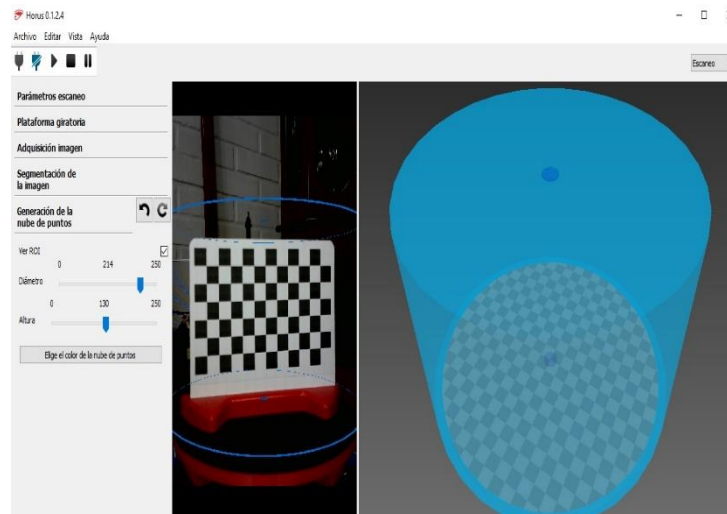 Horus 0.1.2.4
Archivo Editar Vista Ayuda
Escaneo
Parámetros escaneo
Plataforma giratoria
Adquisición imagen
Segmentación de
la imagen
Generación de la
nube de puntos
Ver ROI
0 214 250
Diámetro
0 130 250
Altura
Elige el color de la nube de puntos